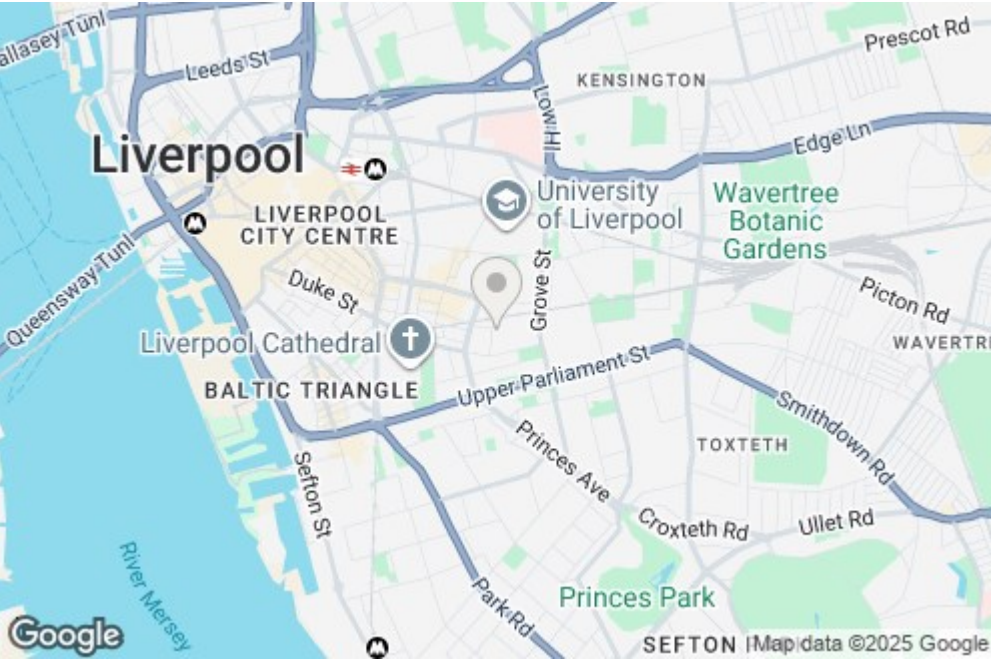 allasey Tunl
Leeds St
Prescot Rd
KENSINGTON
Low Hl
Edge Ln
Liverpool
University
of Liverpool
Wavertree
Botanic
Gardens
LIVERPOOL
CITY CENTRE
Queensway Tunl
Duke St
Grove St
Picton Rd
WAVERTRE
Liverpool Cathedral
BALTIC TRIANGLE
Upper Parliament St
Smithdown Rd
TOXTETH
Princes Ave
Sefton St
Croxteth Rd
Ullet Rd
River Mersey
Park Rd
Princes Park
Google
SEFTON
Map data ©2025 Google